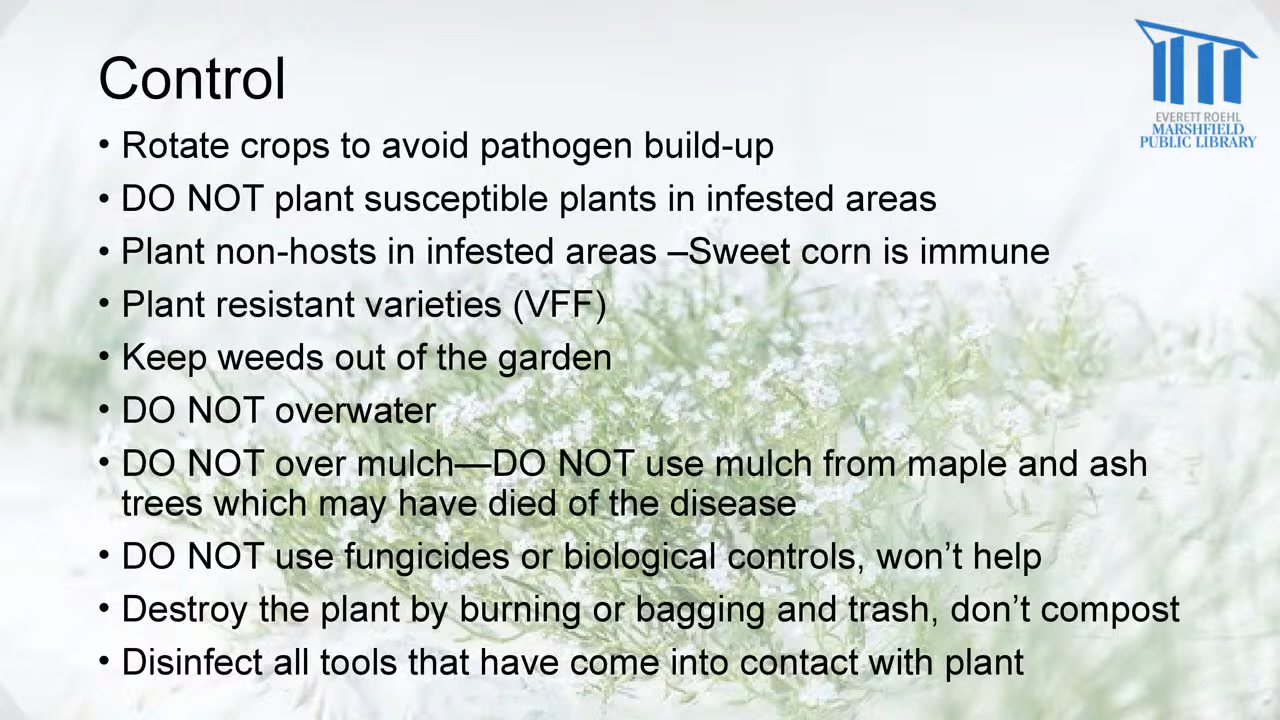 Control
EVERETT ROEHL
MARSHFIELD
PUBLIC LIBRARY
• Rotate crops to avoid pathogen build-up
• DO NOT plant susceptible plants in infested areas
• Plant non-hosts in infested areas –Sweet corn is immune
• Plant resistant varieties (VFF)
• Keep weeds out of the garden
• DO NOT overwater
• DO NOT over mulch—DO NOT use mulch from maple and ash
trees which may have died of the disease
• DO NOT use fungicides or biological controls, won’t help
• Destroy the plant by burning or bagging and trash, don’t compost
• Disinfect all tools that have come into contact with plant